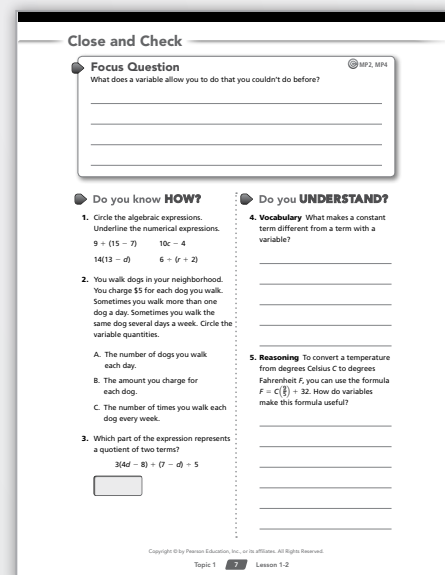 Close and Check
Focus Question
MP2, MP4
What does a variable allow you to do that you couldn't do before?
Do you know HOW?
1. Circle the algebraic expressions.
Underline the numerical expressions.
9 + (15 − 7) 10c − 4
14(13 − d) 6 ÷ (r + 2)
2. You walk dogs in your neighborhood.
You charge $5 for each dog you walk.
Sometimes you walk more than one
dog a day. Sometimes you walk the
same dog several days a week. Circle the
variable quantities.
A. The number of dogs you walk
each day.
B. The amount you charge for
each dog.
C. The number of times you walk each
dog every week.
3. Which part of the expression represents
a quotient of two terms?
3(4d − 8) + (7 − d) ÷ 5
Do you UNDERSTAND?
4. Vocabulary What makes a constant
term different from a term with a
variable?
5. Reasoning To convert a temperature
from degrees Celsius C to degrees
Fahrenheit F, you can use the formula
F = C(9/5) + 32. How do variables
make this formula useful?
Copyright © by Pearson Education, Inc., or its affiliates. All Rights Reserved.
Topic 1 7 Lesson 1-2